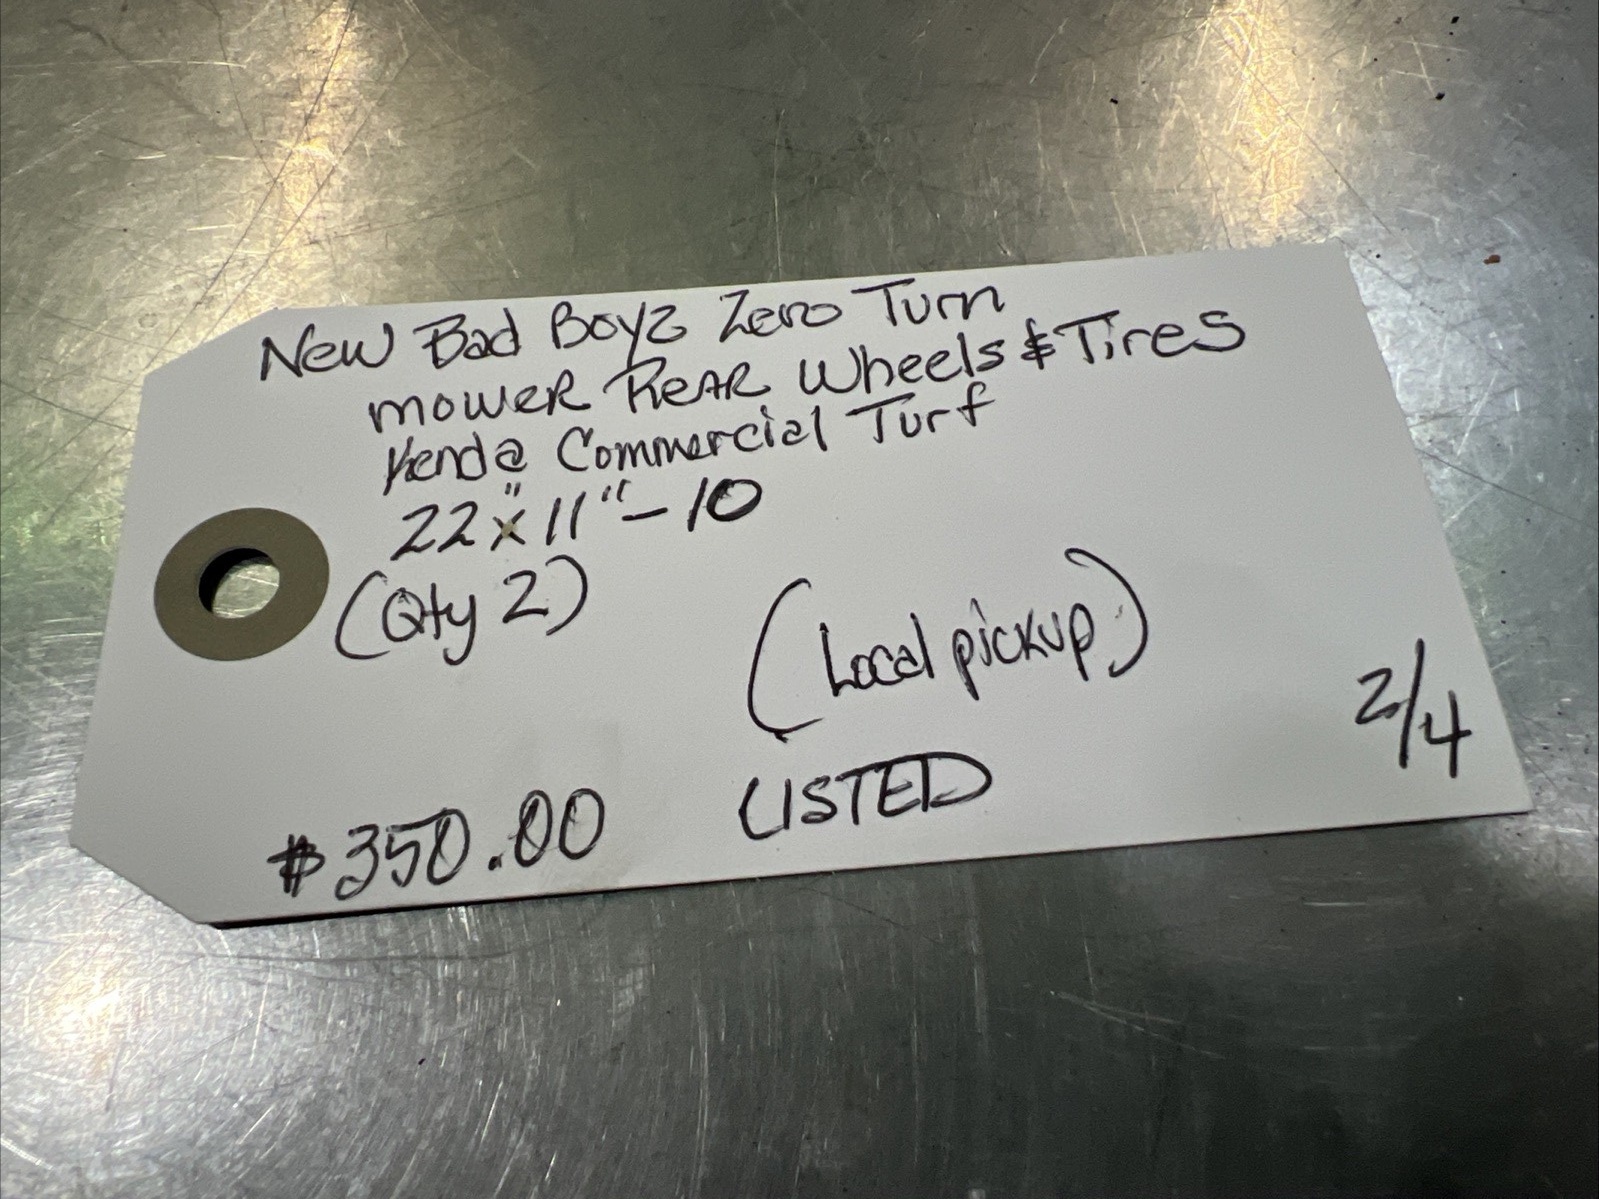 New Bad Boyz Zero Turn
mower Rear Wheels & Tires
Kenda Commercial Turf
22"x11"-10
(Qty 2)
(Local pickup)
2/4
$350.00 LISTED